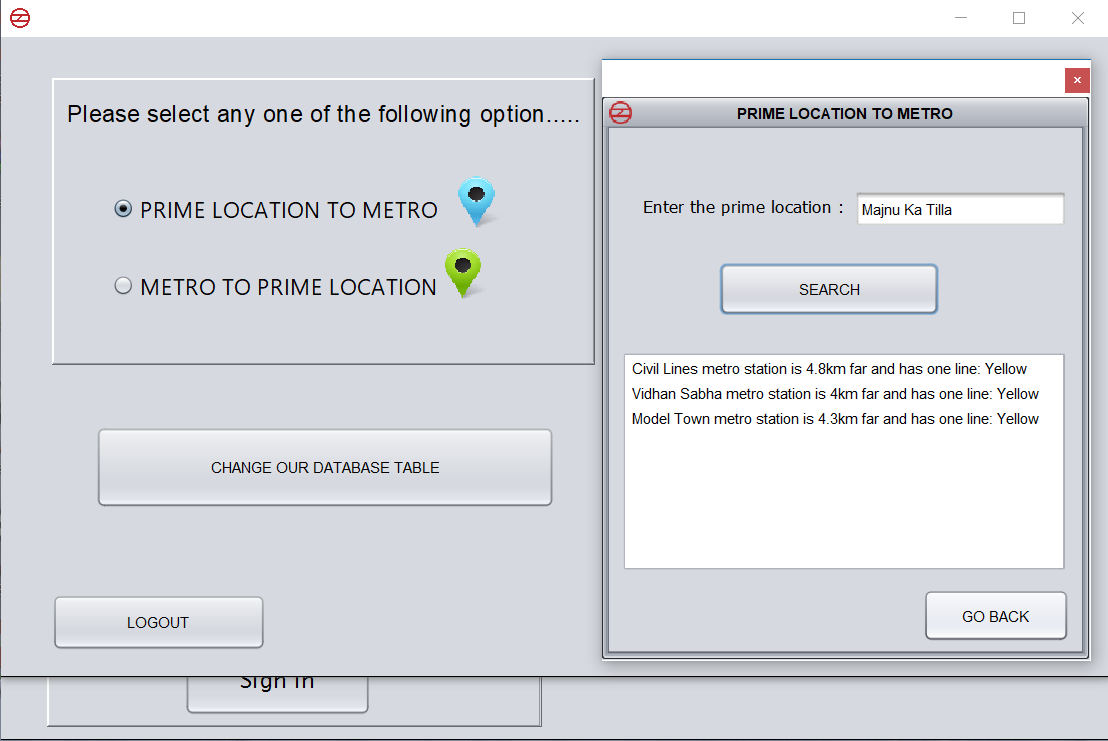 Please select any one of the following option.....
PRIME LOCATION TO METRO
METRO TO PRIME LOCATION
CHANGE OUR DATABASE TABLE
LOGOUT
Sign in
PRIME LOCATION TO METRO
Enter the prime location :
Majnu Ka Tilla
SEARCH
Civil Lines metro station is 4.8km far and has one line: Yellow
Vidhan Sabha metro station is 4km far and has one line: Yellow
Model Town metro station is 4.3km far and has one line: Yellow
GO BACK